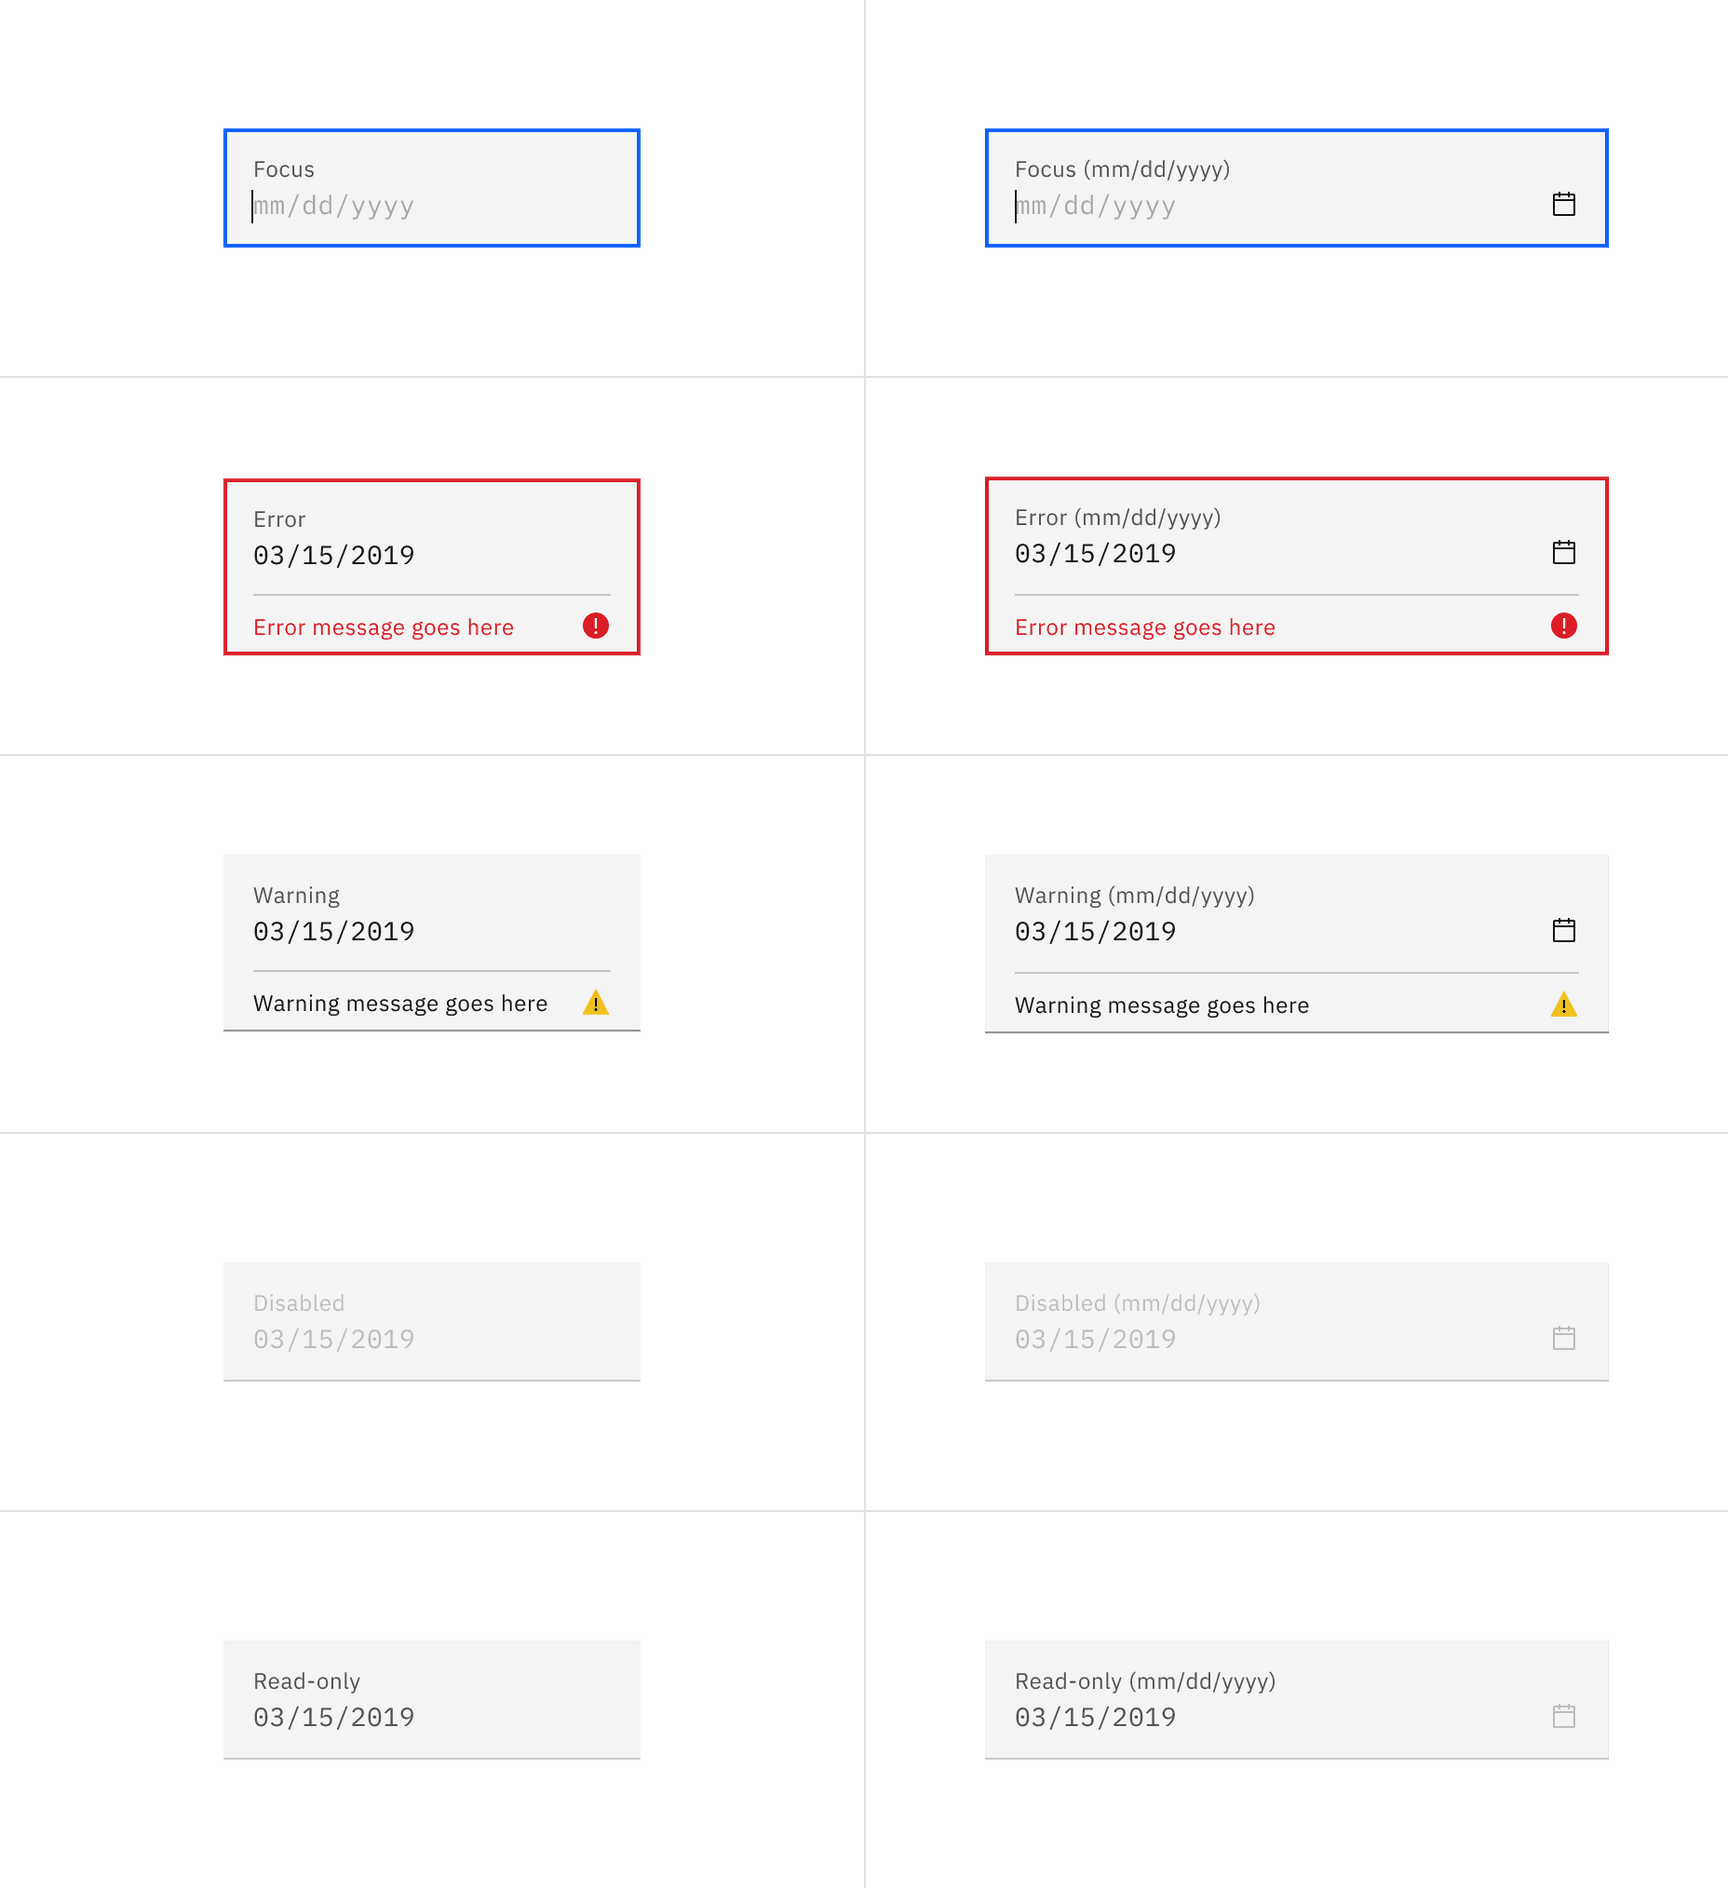 Focus
mm/dd/yyyy
Focus (mm/dd/yyyy)
mm/dd/yyyy
Error
03/15/2019
Error message goes here
Error (mm/dd/yyyy)
03/15/2019
Error message goes here
Warning
03/15/2019
Warning message goes here
Warning (mm/dd/yyyy)
03/15/2019
Warning message goes here
Disabled
03/15/2019
Disabled (mm/dd/yyyy)
03/15/2019
Read-only
03/15/2019
Read-only (mm/dd/yyyy)
03/15/2019